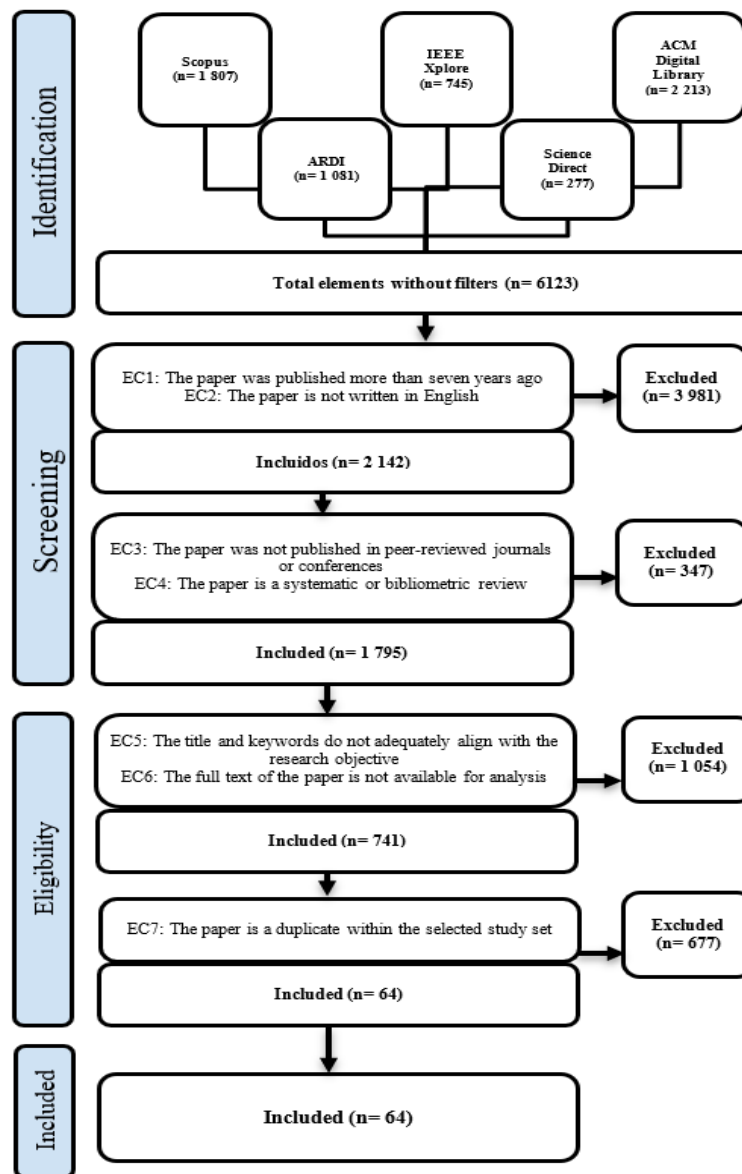 Identification
Scopus
(n= 1 807)
IEEE
Xplore
(n= 745)
ACM
Digital
Library
(n= 2 213)
ARDI
(n= 1 081)
Science
Direct
(n= 277)
Total elements without filters (n= 6123)
Screening
EC1: The paper was published more than seven years ago
EC2: The paper is not written in English
Excluded
(n= 3 981)
Incluidos (n= 2 142)
EC3: The paper was not published in peer-reviewed journals
or conferences
EC4: The paper is a systematic or bibliometric review
Excluded
(n= 347)
Included (n= 1 795)
Eligibility
EC5: The title and keywords do not adequately align with the
research objective
EC6: The full text of the paper is not available for analysis
Excluded
(n= 1 054)
Included (n= 741)
EC7: The paper is a duplicate within the selected study set
Excluded
(n= 677)
Included (n= 64)
Included
Included (n= 64)